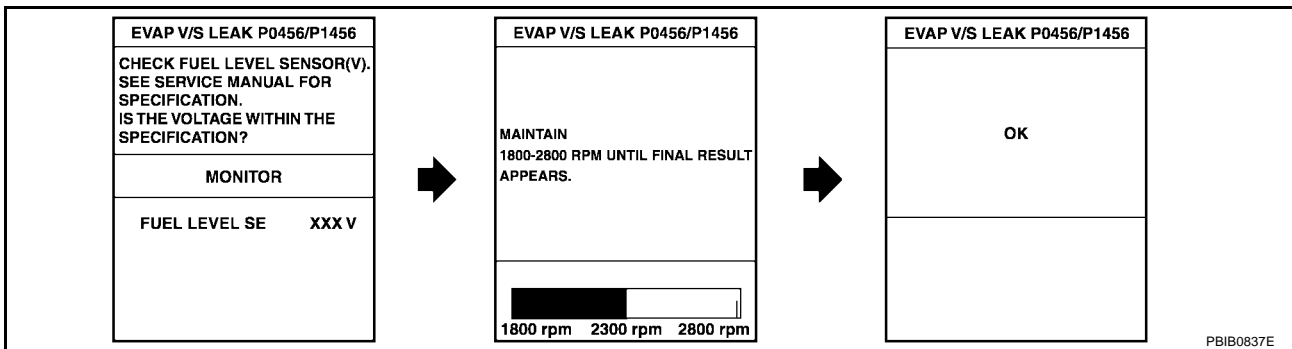 EVAP V/S LEAK P0456/P1456
CHECK FUEL LEVEL SENSOR(V).
SEE SERVICE MANUAL FOR
SPECIFICATION.
IS THE VOLTAGE WITHIN THE
SPECIFICATION?
MONITOR
FUEL LEVEL SE XXX V
EVAP V/S LEAK P0456/P1456
MAINTAIN
1800-2800 RPM UNTIL FINAL RESULT
APPEARS.
1800 rpm 2300 rpm 2800 rpm
EVAP V/S LEAK P0456/P1456
OK
PBIB0837E